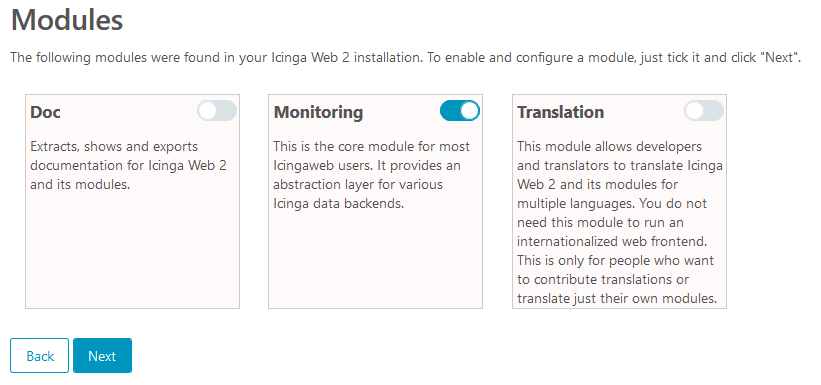 Modules
The following modules were found in your Icinga Web 2 installation. To enable and configure a module, just tick it and click "Next".
Doc
Extracts, shows and exports
documentation for Icinga Web 2
and its modules.
Monitoring
This is the core module for most
Icingaweb users. It provides an
abstraction layer for various
Icinga data backends.
Translation
This module allows developers
and translators to translate Icinga
Web 2 and its modules for
multiple languages. You do not
need this module to run an
internationalized web frontend.
This is only for people who want
to contribute translations or
translate just their own modules.
Back
Next